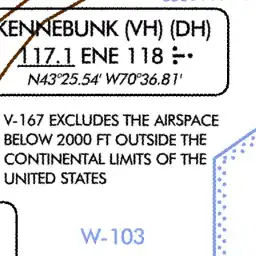 KENNEBUNK (VH) (DH)
117.1 ENE 118
N43°25.54' W70°36.81'
V-167 EXCLUDES THE AIRSPACE
BELOW 2000 FT OUTSIDE THE
CONTINENTAL LIMITS OF THE
UNITED STATES
W-103